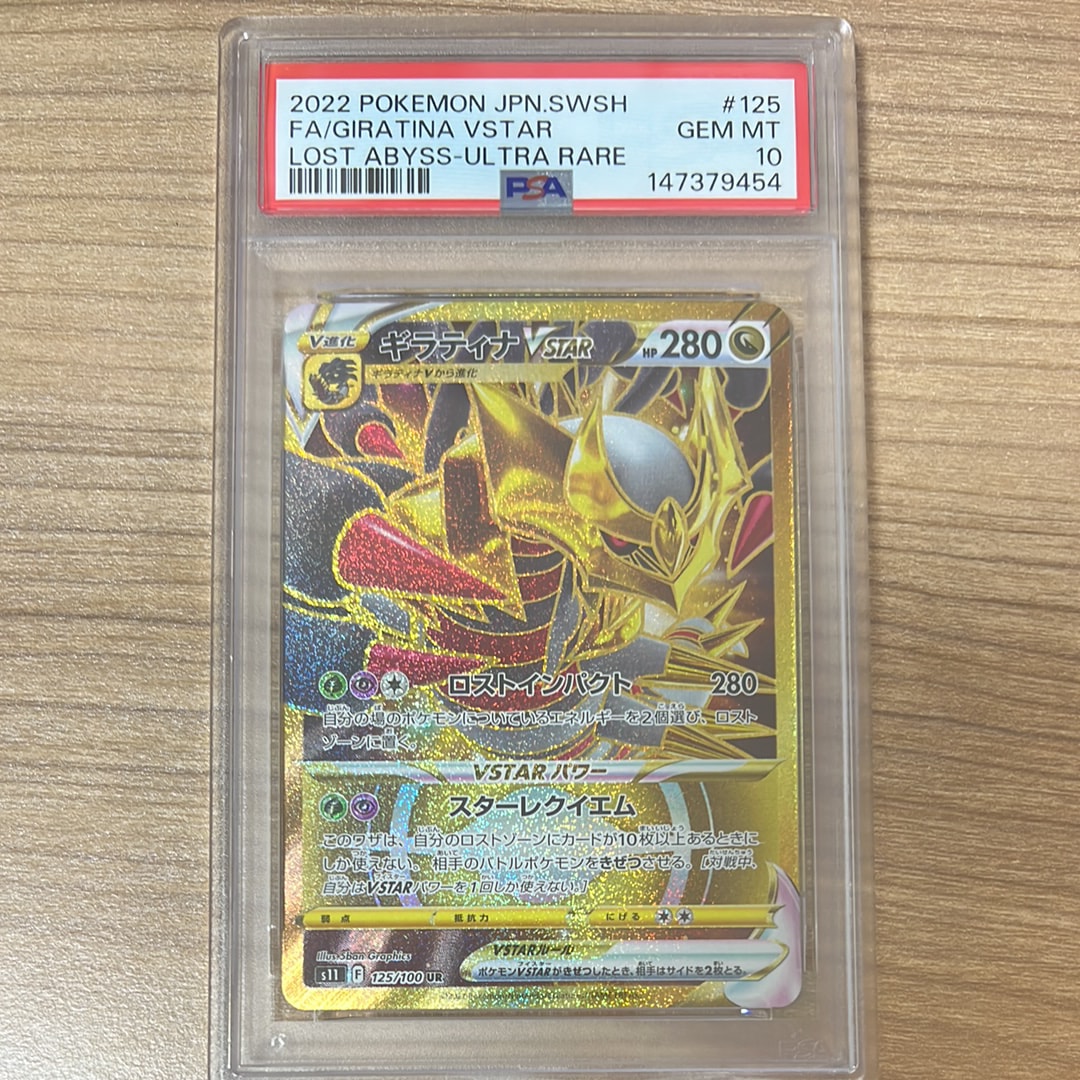 2022 POKEMON JPN.SWSH #125
FA/GIRATINA VSTAR GEM MT
LOST ABYSS-ULTRA RARE 10
PSA 147379454
V進化 ギラティナVSTAR HP 280
ギラティナVから進化
ロストインパクト 280
自分の場のポケモンについているエネルギーを2個選び、ロスト
ゾーンに置く。
VSTARパワー
スターレクイエム
このワザは、自分のロストゾーンにカードが10枚以上あるときに
しか使えない。相手のバトルポケモンをきぜつさせる。[対戦中、
自分はVSTARパワーを1回しか使えない。]
弱点 抵抗力 にげる
VSTARルール
Illus. 5ban Graphics
ポケモンVSTARがきぜつしたとき、相手はサイドを2枚とる。
s11 F 125/100 UR